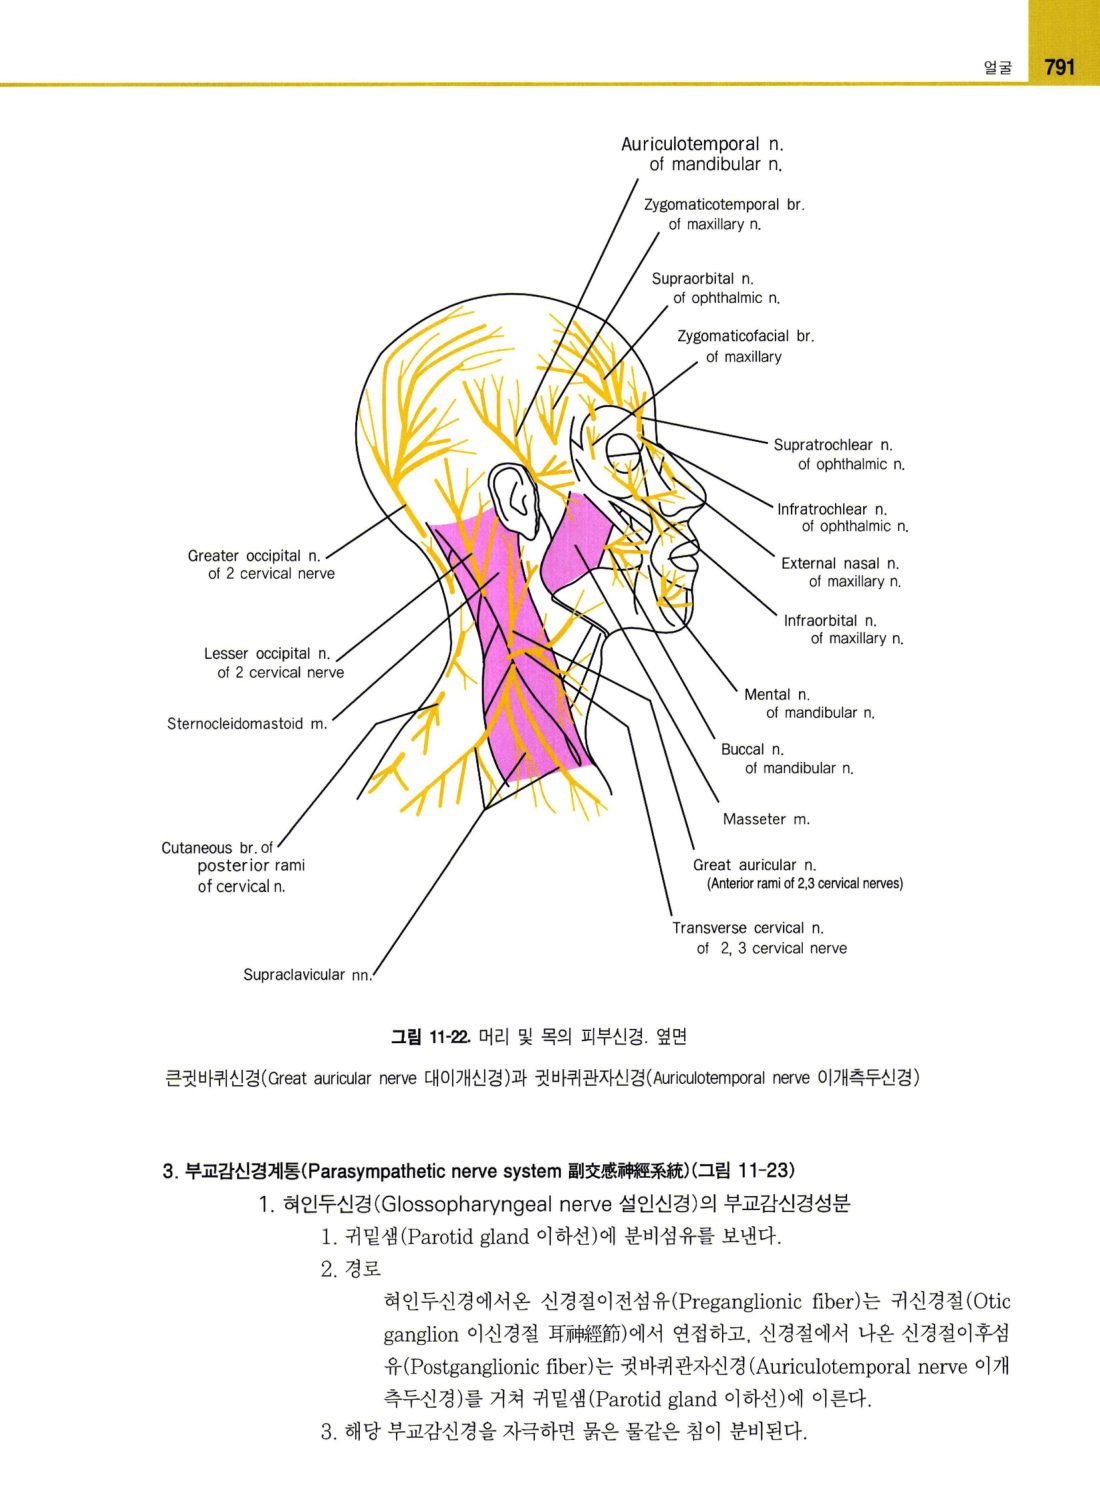 얼굴 791
Auriculotemporal n.
of mandibular n.
Zygomaticotemporal br.
of maxillary n.
Supraorbital n.
of ophthalmic n.
Zygomaticofacial br.
of maxillary
Supratrochlear n.
of ophthalmic n.
Infratrochlear n.
of ophthalmic n.
External nasal n.
of maxillary n.
Infraorbital n.
of maxillary n.
Mental n.
of mandibular n.
Buccal n.
of mandibular n.
Masseter m.
Great auricular n.
(Anterior rami of 2,3 cervical nerves)
Transverse cervical n.
of 2, 3 cervical nerve
Greater occipital n.
of 2 cervical nerve
Lesser occipital n.
of 2 cervical nerve
Sternocleidomastoid m.
Cutaneous br. of
posterior rami
of cervical n.
Supraclavicular nn.
그림 11-22. 머리 및 목의 피부신경. 옆면
큰귓바퀴신경(Great auricular nerve 대이개신경)과 귓바퀴관자신경(Auriculotemporal nerve 이개측두신경)
3. 부교감신경계통(Parasympathetic nerve system 副交感神經系統)(그림 11-23)
1. 혀인두신경(Glossopharyngeal nerve 설인신경)의 부교감신경성분
1. 귀밑샘(Parotid gland 이하선)에 분비섬유를 보낸다.
2. 경로
혀인두신경에서온 신경절이전섬유(Preganglionic fiber)는 귀신경절(Otic
ganglion 이신경절 耳神經節)에서 연접하고, 신경절에서 나온 신경절이후섬
유(Postganglionic fiber)는 귓바퀴관자신경(Auriculotemporal nerve 이개
측두신경)를 거쳐 귀밑샘(Parotid gland 이하선)에 이른다.
3. 해당 부교감신경을 자극하면 묽은 물같은 침이 분비된다.